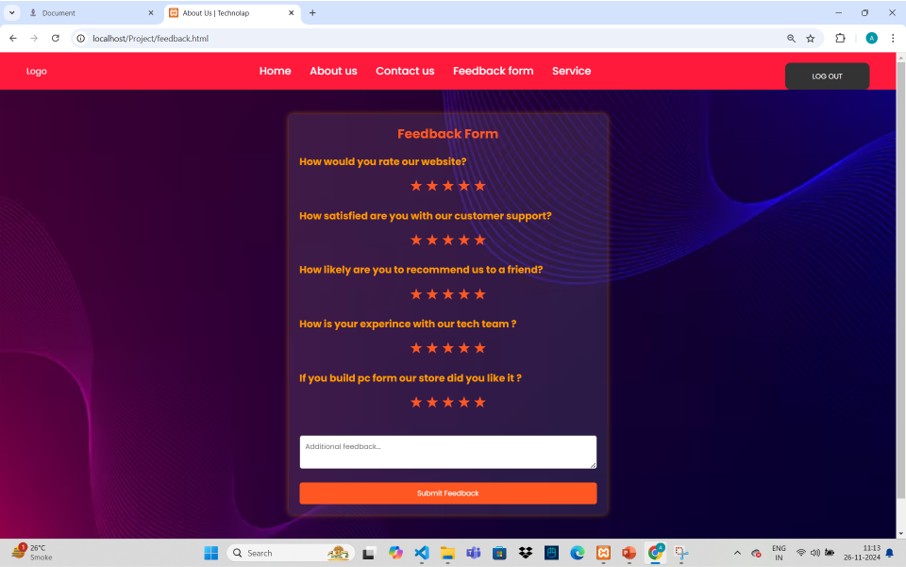 Document
About Us | Technolap
localhost/Project/feedback.html
Logo
Home About us Contact us Feedback form Service
LOG OUT
Feedback Form
How would you rate our website?
★ ★ ★ ★ ★
How satisfied are you with our customer support?
★ ★ ★ ★ ★
How likely are you to recommend us to a friend?
★ ★ ★ ★ ★
How is your experince with our tech team ?
★ ★ ★ ★ ★
If you build pc form our store did you like it ?
★ ★ ★ ★ ★
Additional feedback...
Submit Feedback
26°C
Smoke
Search
ENG
IN
11:13
26-11-2024